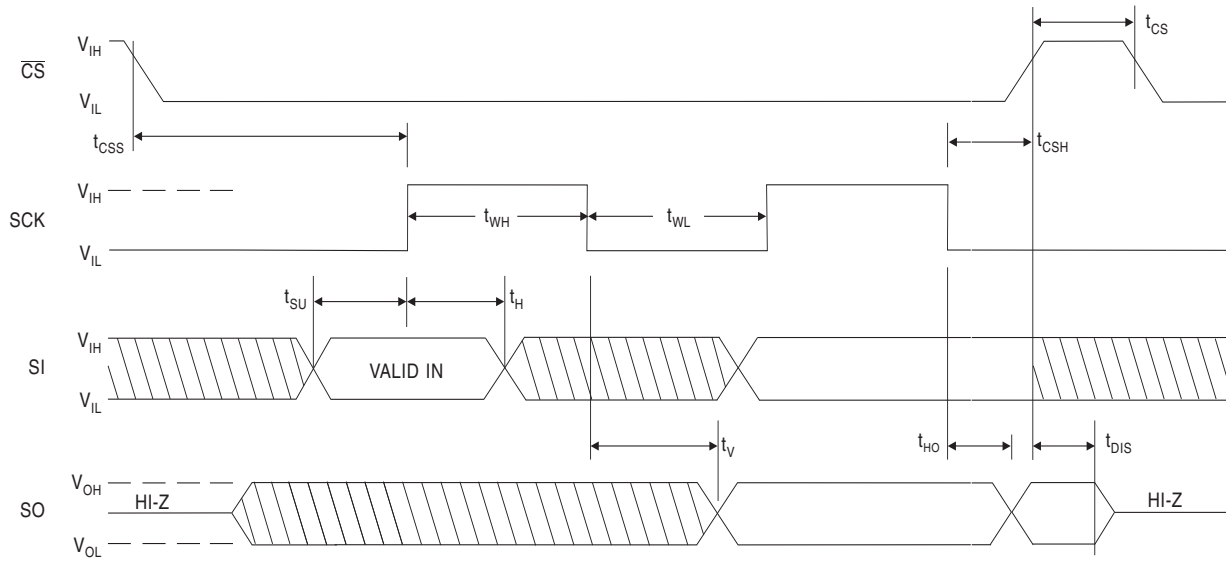 t_CS
V_IH
C̅S̅
V_IL
t_CSS
t_CSH
V_IH
SCK
t_WH
t_WL
V_IL
t_SU
t_H
V_IH
SI
VALID IN
V_IL
t_V
t_HO
t_DIS
V_OH
HI-Z
HI-Z
SO
V_OL